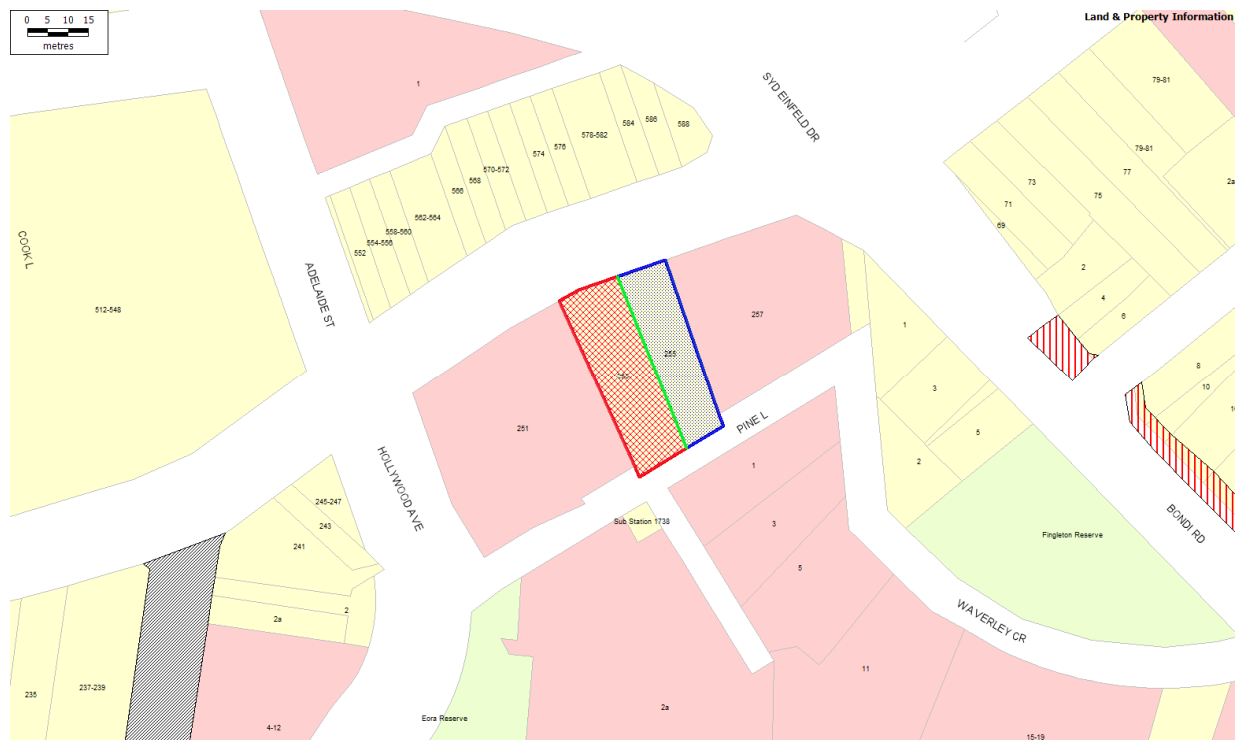 0 5 10 15
metres
Land & Property Information
1
SYD EINFELD DR
79-81
584
586
588
578-582
576
574
570-572
568
566
562-564
558-560
554-556
552
79-81
77
75
73
71
69
2a
COOK L
ADELAIDE ST
512-548
2
4
6
257
255
251
1
3
5
2
8
10
PINE L
HOLLYWOOD AVE
1
3
5
Sub Station 1738
Fingleton Reserve
BONDI RD
245-247
243
241
2
2a
WAVERLEY CR
235
237-239
4-12
Eora Reserve
2a
11
15-19